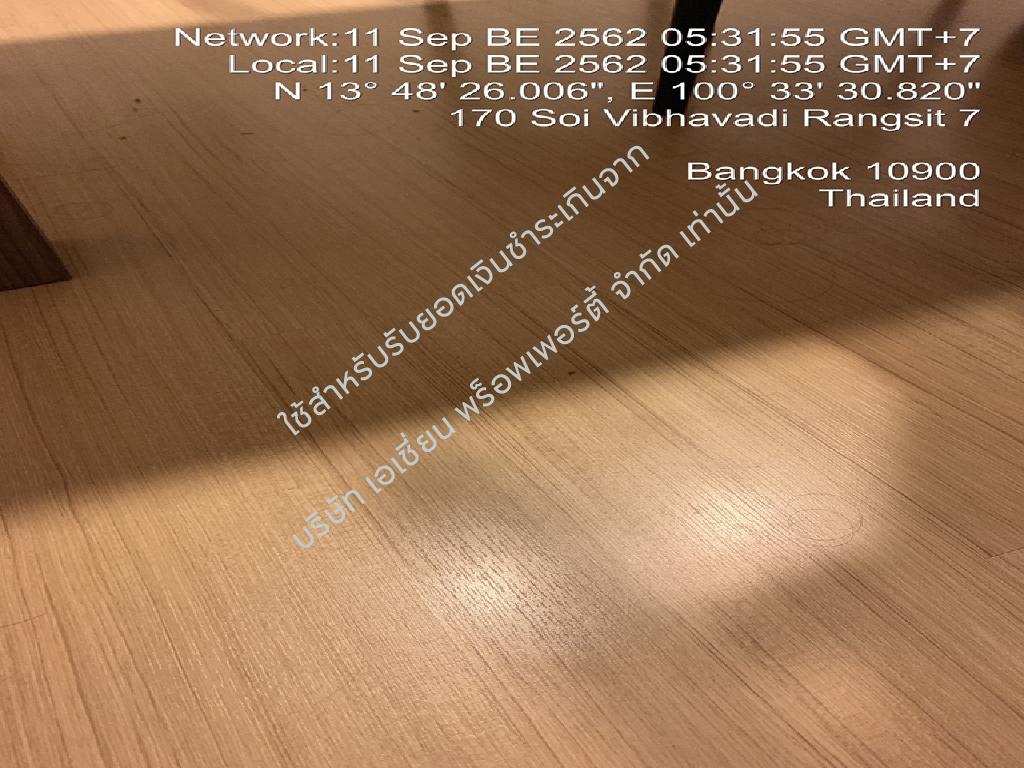 Network:11 Sep BE 2562 05:31:55 GMT+7
Local:11 Sep BE 2562 05:31:55 GMT+7
N 13° 48' 26.006", E 100° 33' 30.820"
170 Soi Vibhavadi Rangsit 7
Bangkok 10900
Thailand
ใช้สำหรับรับยอดเงินชำระเกินจาก
บริษัท เอเชี่ยน พร็อพเพอร์ตี้ จำกัด เท่านั้น